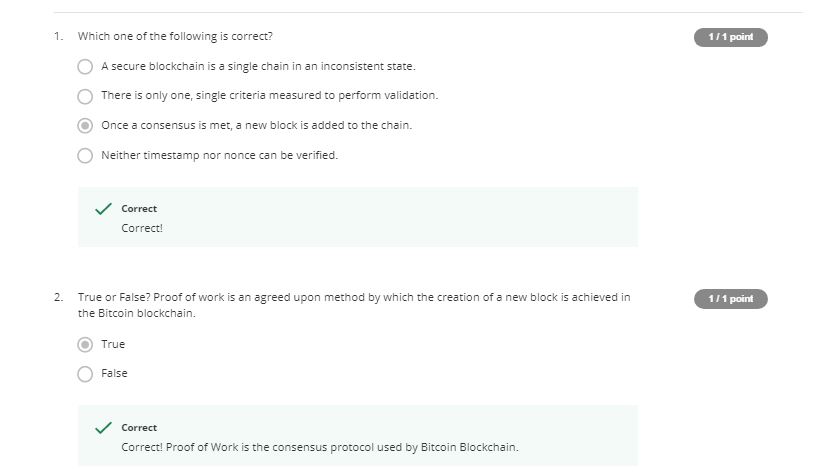 1. Which one of the following is correct?
1 / 1 point
A secure blockchain is a single chain in an inconsistent state.
There is only one, single criteria measured to perform validation.
Once a consensus is met, a new block is added to the chain.
Neither timestamp nor nonce can be verified.
Correct
Correct!
2. True or False? Proof of work is an agreed upon method by which the creation of a new block is achieved in
the Bitcoin blockchain.
1 / 1 point
True
False
Correct
Correct! Proof of Work is the consensus protocol used by Bitcoin Blockchain.